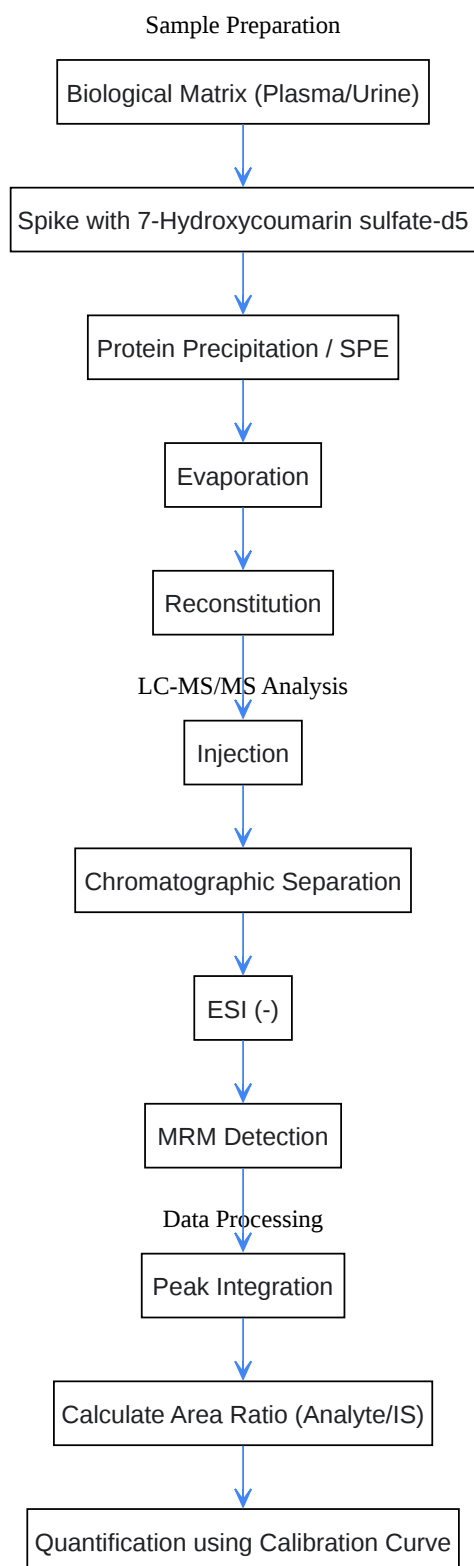 Sample Preparation
Biological Matrix (Plasma/Urine)
Spike with 7-Hydroxycoumarin sulfate-d5
Protein Precipitation / SPE
Evaporation
Reconstitution
LC-MS/MS Analysis
Injection
Chromatographic Separation
ESI (-)
MRM Detection
Data Processing
Peak Integration
Calculate Area Ratio (Analyte/IS)
Quantification using Calibration Curve